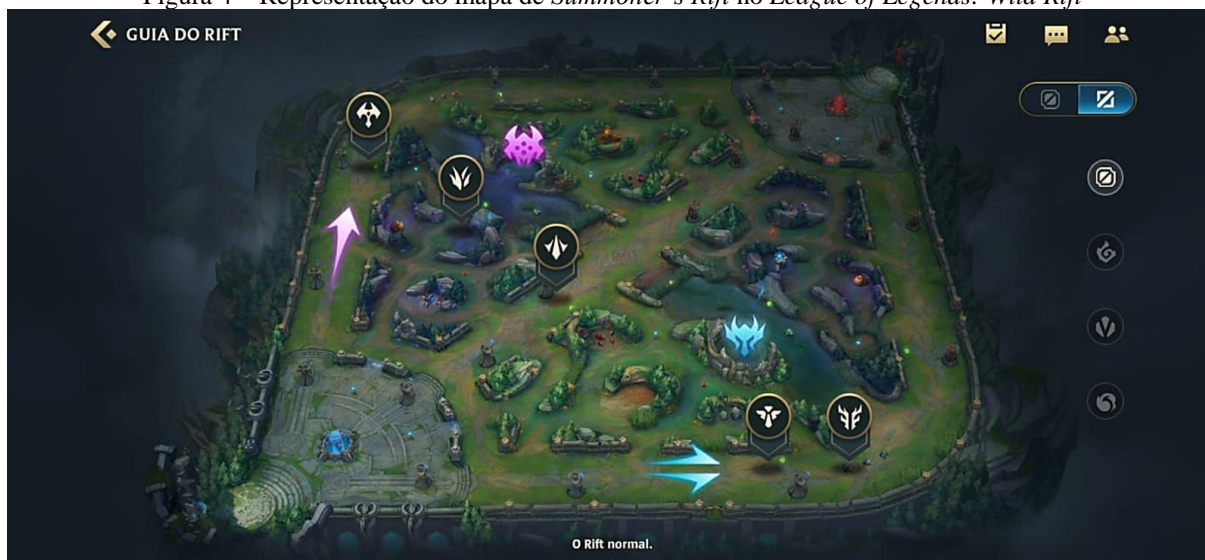 Figura 4 – Representação do mapa de Summoner's Rift no League of Legends: Wild Rift
GUIA DO RIFT
O Rift normal.